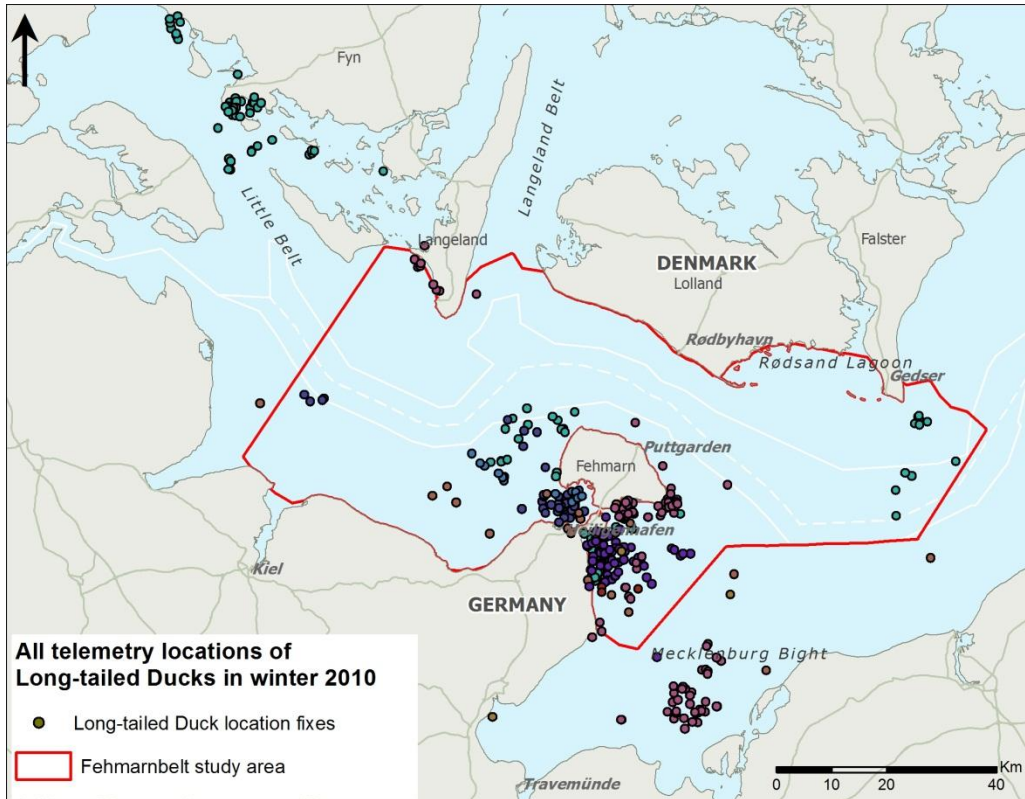 Fyn
Langeland Belt
Little Belt
Langeland
Falster
DENMARK
Lolland
Rødbyhavn
Rødsand Lagoon
Gedser
Puttgarden
Fehmarn
Heiligenhafen
Kiel
GERMANY
Mecklenburg Bight
Travemünde
All telemetry locations of
Long-tailed Ducks in winter 2010
Long-tailed Duck location fixes
Fehmarnbelt study area
Km
0 10 20 40